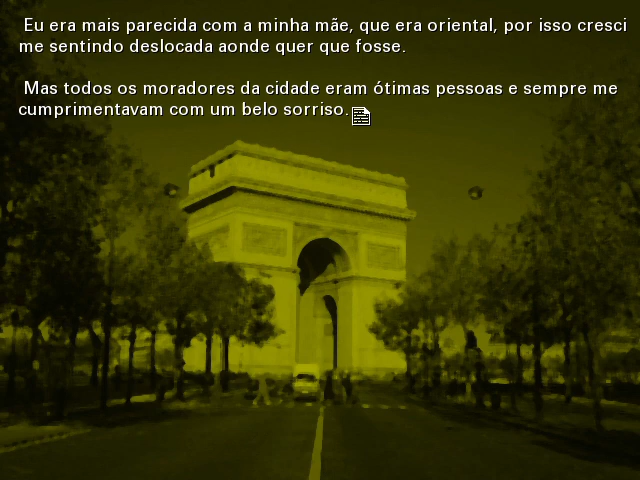 Eu era mais parecida com a minha mãe, que era oriental, por isso cresci
me sentindo deslocada aonde quer que fosse.
Mas todos os moradores da cidade eram ótimas pessoas e sempre me
cumprimentavam com um belo sorriso.